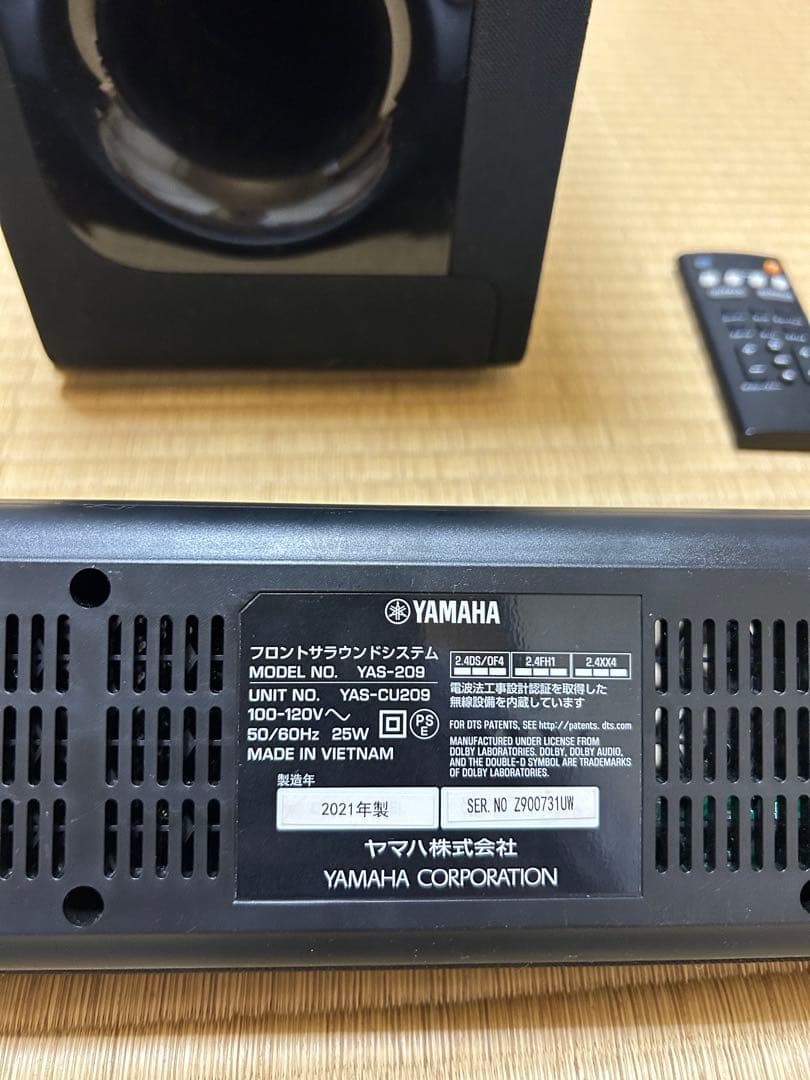 YAMAHA
フロントサラウンドシステム
MODEL NO. YAS-209
UNIT NO. YAS-CU209
100-120V～
50/60Hz 25W
PS
E
MADE IN VIETNAM
2.4DS/OF4 2.4FH1 2.4XX4
電波法工事設計認証を取得した
無線設備を内蔵しています
FOR DTS PATENTS, SEE http://patents.dts.com
MANUFACTURED UNDER LICENSE FROM
DOLBY LABORATORIES. DOLBY, DOLBY AUDIO,
AND THE DOUBLE-D SYMBOL ARE TRADEMARKS
OF DOLBY LABORATORIES.
製造年
2021年製
SER. NO Z900731UW
ヤマハ株式会社
YAMAHA CORPORATION